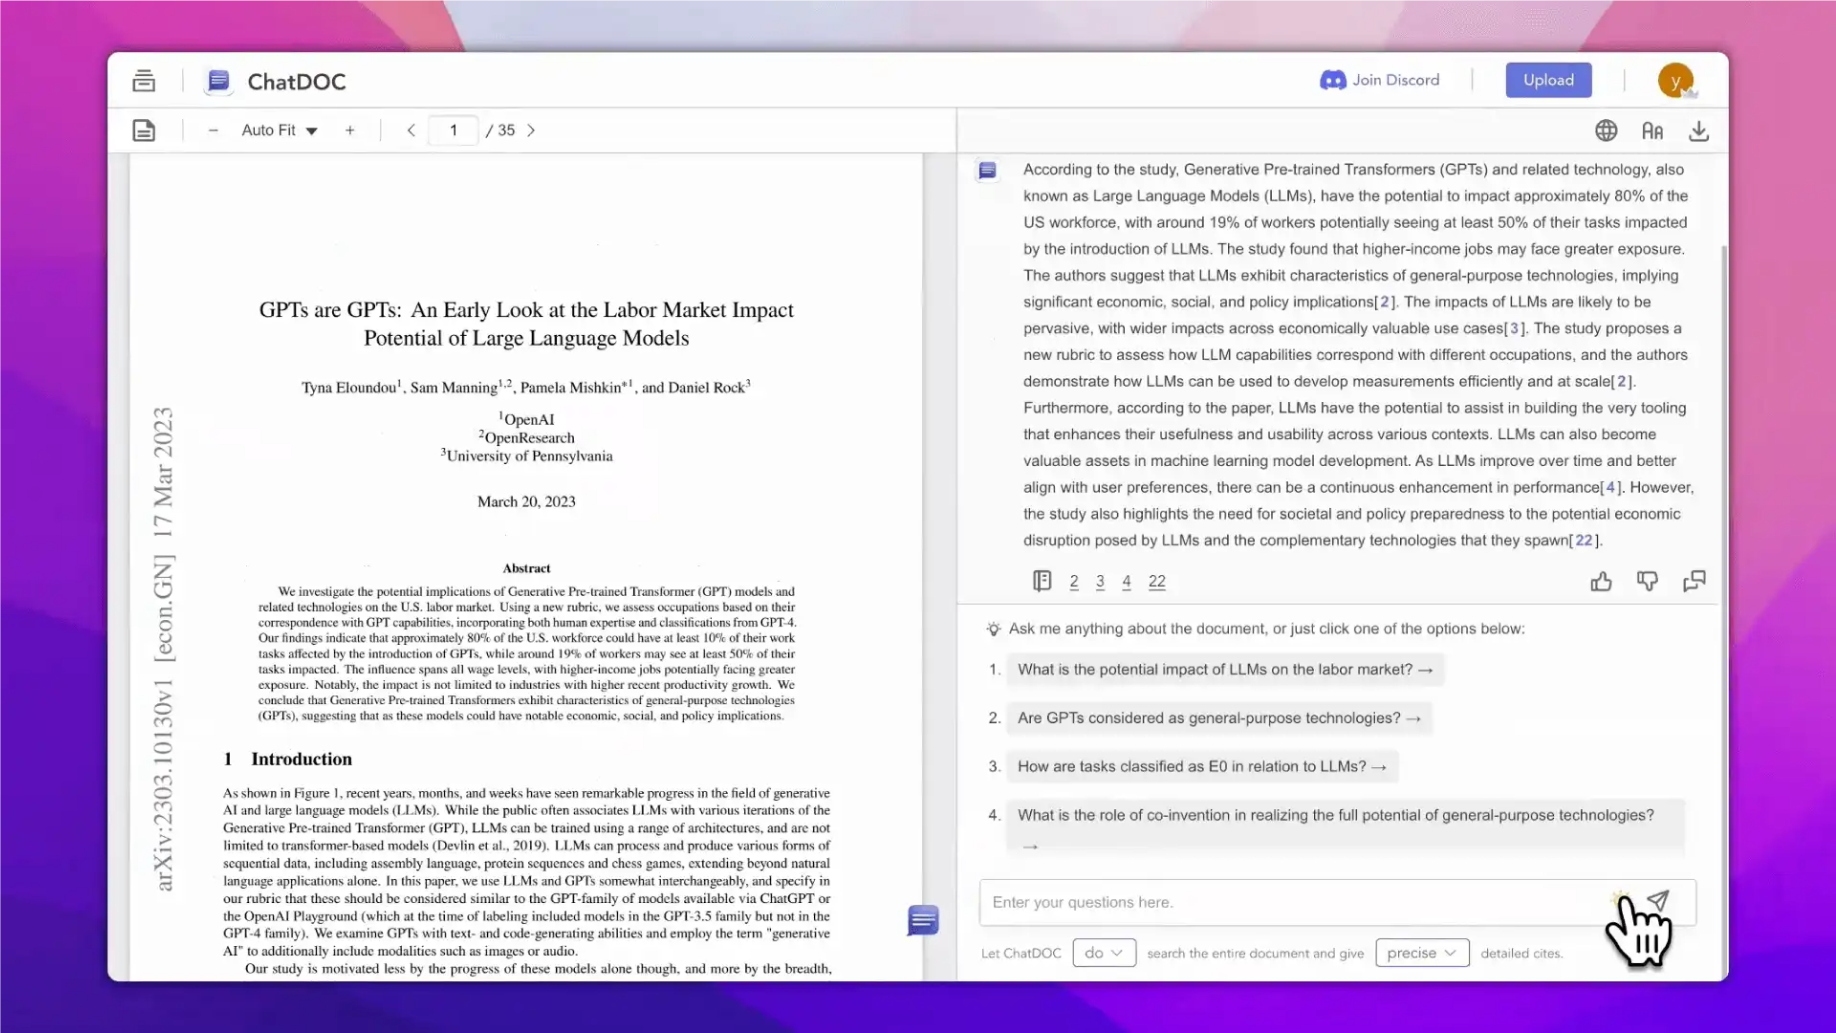 ChatDOC
Join Discord
Upload
y
Auto Fit
1 / 35
GPTs are GPTs: An Early Look at the Labor Market Impact
Potential of Large Language Models
Tyna Eloundou¹, Sam Manning¹,², Pamela Mishkin*¹, and Daniel Rock³
¹OpenAI
²OpenResearch
³University of Pennsylvania
March 20, 2023
arXiv:2303.10130v1 [econ.GN] 17 Mar 2023
Abstract
We investigate the potential implications of Generative Pre-trained Transformer (GPT) models and
related technologies on the U.S. labor market. Using a new rubric, we assess occupations based on their
correspondence with GPT capabilities, incorporating both human expertise and classifications from GPT-4.
Our findings indicate that approximately 80% of the U.S. workforce could have at least 10% of their work
tasks affected by the introduction of GPTs, while around 19% of workers may see at least 50% of their
tasks impacted. The influence spans all wage levels, with higher-income jobs potentially facing greater
exposure. Notably, the impact is not limited to industries with higher recent productivity growth. We
conclude that Generative Pre-trained Transformers exhibit characteristics of general-purpose technologies
(GPTs), suggesting that as these models could have notable economic, social, and policy implications.
1 Introduction
As shown in Figure 1, recent years, months, and weeks have seen remarkable progress in the field of generative
AI and large language models (LLMs). While the public often associates LLMs with various iterations of the
Generative Pre-trained Transformer (GPT), LLMs can be trained using a range of architectures, and are not
limited to transformer-based models (Devlin et al., 2019). LLMs can process and produce various forms of
sequential data, including assembly language, protein sequences and chess games, extending beyond natural
language applications alone. In this paper, we use LLMs and GPTs somewhat interchangeably, and specify in
our rubric that these should be considered similar to the GPT-family of models available via ChatGPT or
the OpenAI Playground (which at the time of labeling included models in the GPT-3.5 family but not in the
GPT-4 family). We examine GPTs with text- and code-generating abilities and employ the term "generative
AI" to additionally include modalities such as images or audio.
Our study is motivated less by the progress of these models alone though, and more by the breadth,
According to the study, Generative Pre-trained Transformers (GPTs) and related technology, also
known as Large Language Models (LLMs), have the potential to impact approximately 80% of the
US workforce, with around 19% of workers potentially seeing at least 50% of their tasks impacted
by the introduction of LLMs. The study found that higher-income jobs may face greater exposure.
The authors suggest that LLMs exhibit characteristics of general-purpose technologies, implying
significant economic, social, and policy implications[2]. The impacts of LLMs are likely to be
pervasive, with wider impacts across economically valuable use cases[3]. The study proposes a
new rubric to assess how LLM capabilities correspond with different occupations, and the authors
demonstrate how LLMs can be used to develop measurements efficiently and at scale[2].
Furthermore, according to the paper, LLMs have the potential to assist in building the very tooling
that enhances their usefulness and usability across various contexts. LLMs can also become
valuable assets in machine learning model development. As LLMs improve over time and better
align with user preferences, there can be a continuous enhancement in performance[4]. However,
the study also highlights the need for societal and policy preparedness to the potential economic
disruption posed by LLMs and the complementary technologies that they spawn[22].
2 3 4 22
Ask me anything about the document, or just click one of the options below:
1. What is the potential impact of LLMs on the labor market? →
2. Are GPTs considered as general-purpose technologies? →
3. How are tasks classified as E0 in relation to LLMs? →
4. What is the role of co-invention in realizing the full potential of general-purpose technologies?
→
Enter your questions here.
Let ChatDOC do search the entire document and give precise detailed cites.